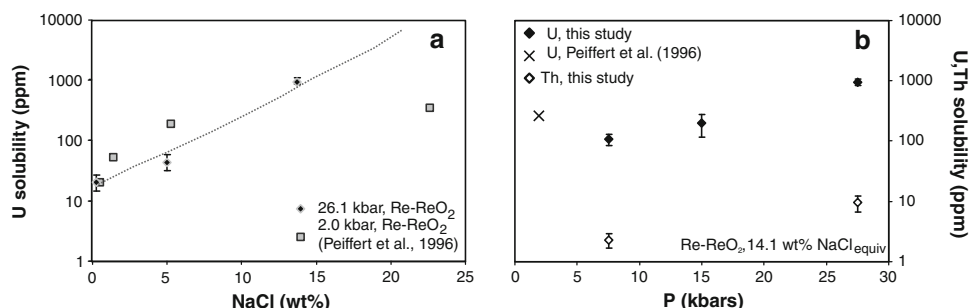 10000
1000
100
10
1
U solubility (ppm)
a
26.1 kbar, Re-ReO2
2.0 kbar, Re-ReO2
(Peiffert et al., 1996)
0 5 10 15 20 25
NaCl (wt%)
b
U, this study
U, Peiffert et al. (1996)
Th, this study
Re-ReO2, 14.1 wt% NaClequiv
0 5 10 15 20 25 30
P (kbars)
10000
1000
100
10
1
U,Th solubility
(ppm)